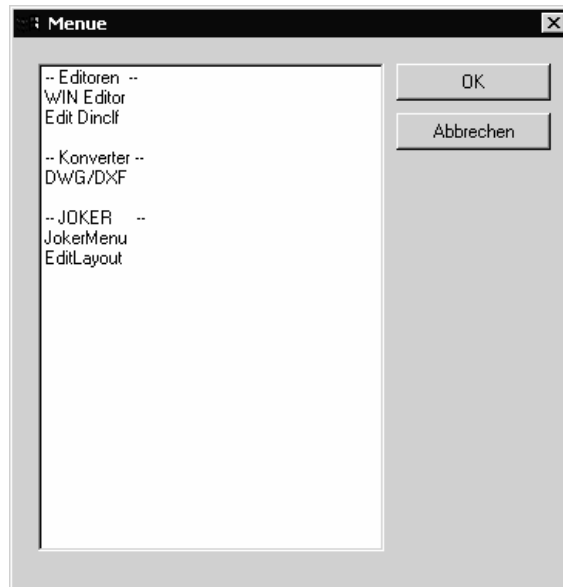 Menue
-- Editoren --
WIN Editor
Edit Dinclf
-- Konverter --
DWG/DXF
-- JOKER --
JokerMenu
EditLayout
OK
Abbrechen